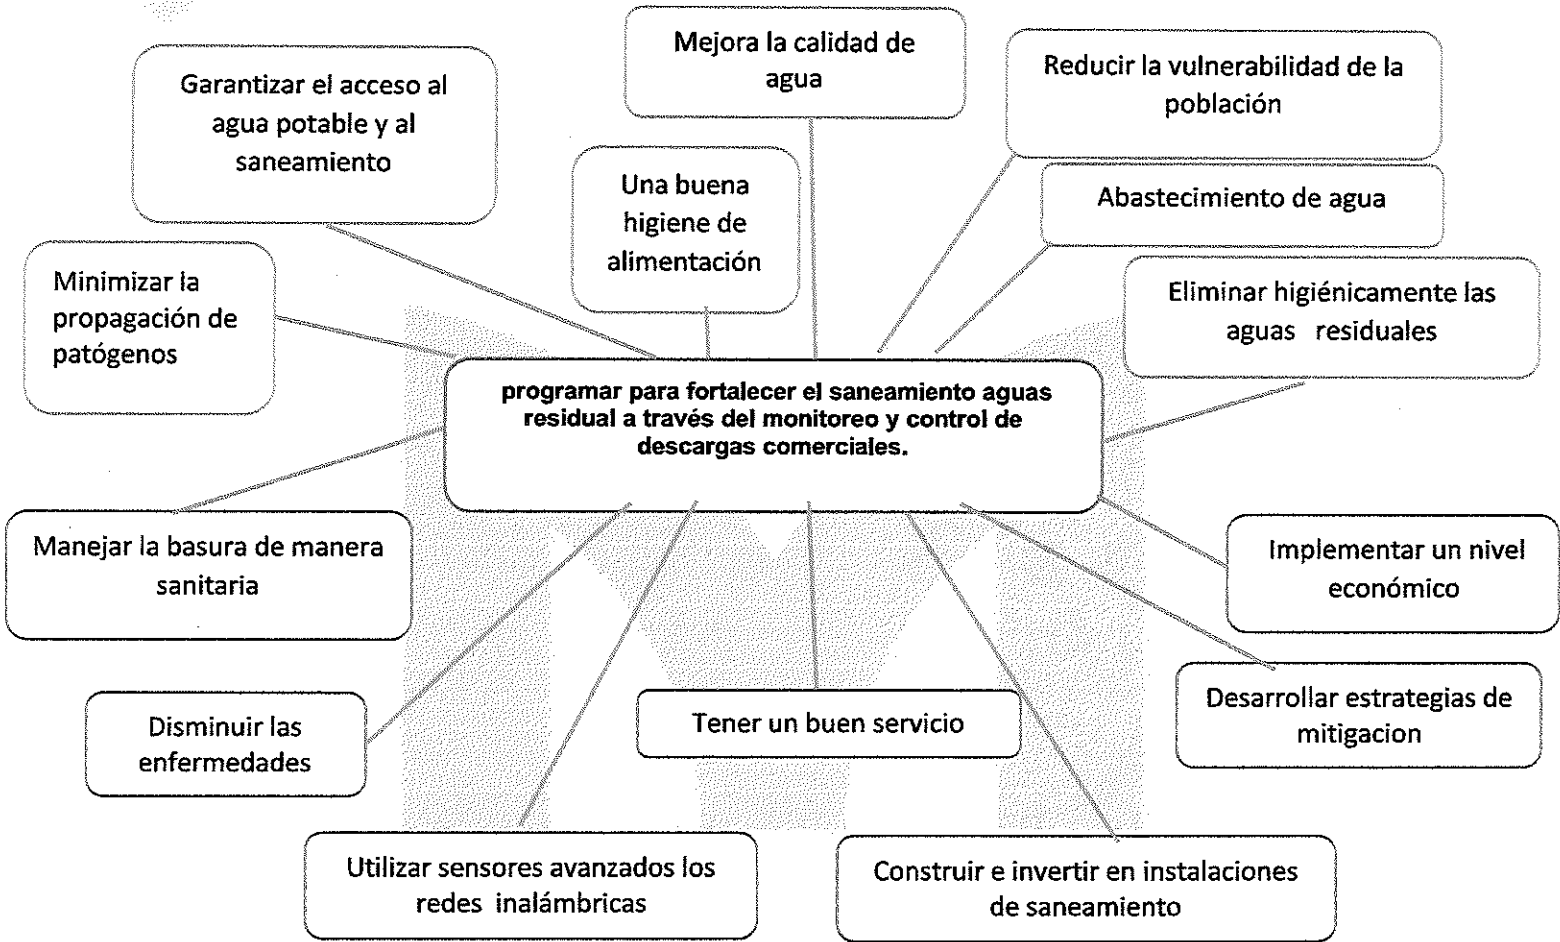 Mejora la calidad de
agua
Reducir la vulnerabilidad de la
población
Garantizar el acceso al
agua potable y al
saneamiento
Una buena
higiene de
alimentación
Abastecimiento de agua
Minimizar la
propagación de
patógenos
Eliminar higiénicamente las
aguas residuales
programar para fortalecer el saneamiento aguas
residual a través del monitoreo y control de
descargas comerciales.
Manejar la basura de manera
sanitaria
Implementar un nivel
económico
Disminuir las
enfermedades
Tener un buen servicio
Desarrollar estrategias de
mitigacion
Utilizar sensores avanzados los
redes inalámbricas
Construir e invertir en instalaciones
de saneamiento